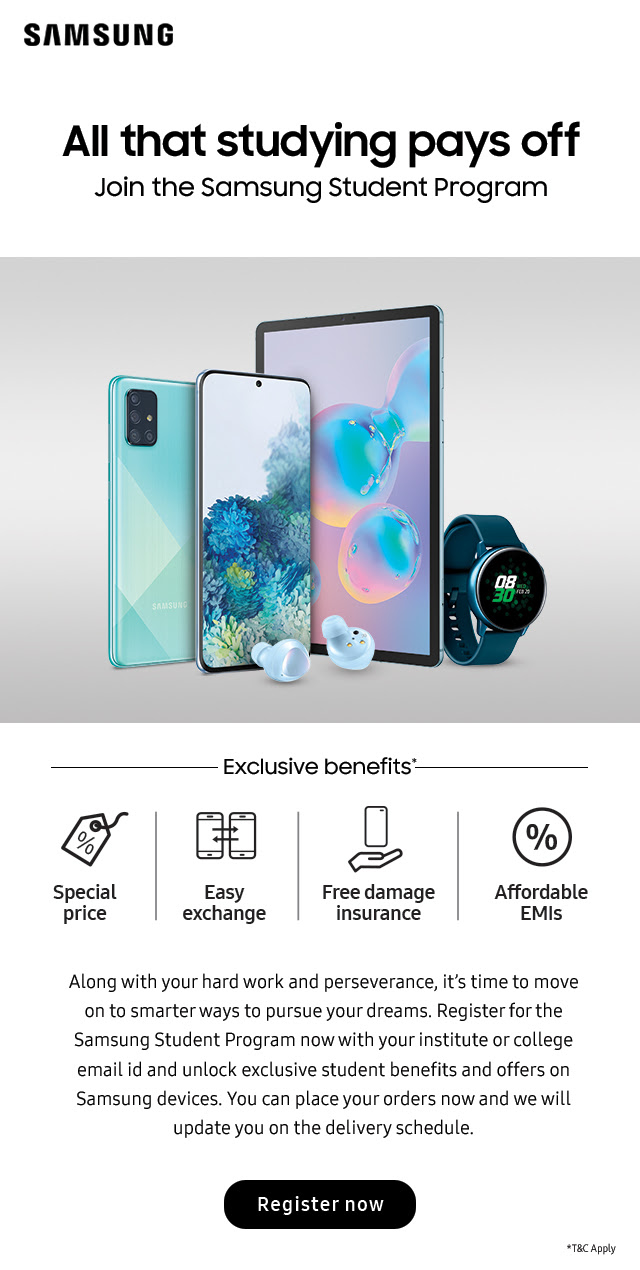 SAMSUNG
All that studying pays off
Join the Samsung Student Program
SAMSUNG
08
30
FEB 20
Exclusive benefits*
%
%
Special price
Easy exchange
Free damage insurance
Affordable EMIs
Along with your hard work and perseverance, it's time to move
on to smarter ways to pursue your dreams. Register for the
Samsung Student Program now with your institute or college
email id and unlock exclusive student benefits and offers on
Samsung devices. You can place your orders now and we will
update you on the delivery schedule.
Register now
*T&C Apply